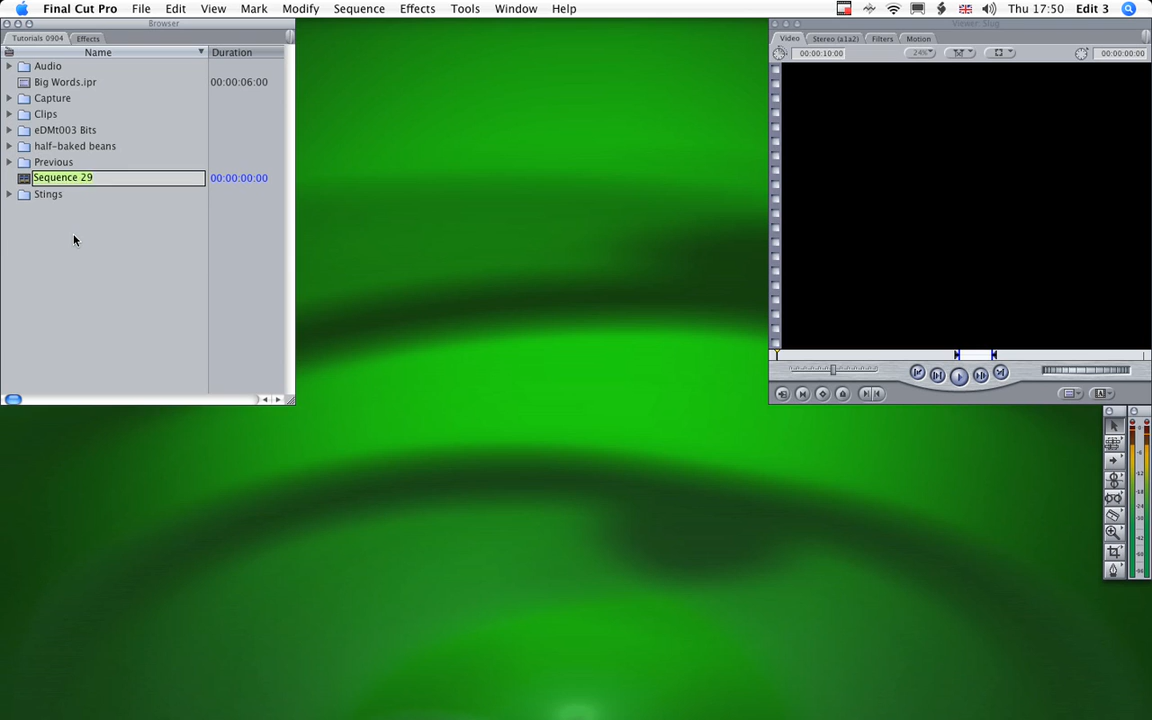 Final Cut Pro File Edit View Mark Modify Sequence Effects Tools Window Help Thu 17:50 Edit 3
Browser
Tutorials 0904 Effects
Name Duration
Audio
Big Words.ipr 00:00:06:00
Capture
Clips
eDMt003 Bits
half-baked beans
Previous
Sequence 29 00:00:00:00
Stings
Viewer: Slug
Video Stereo (a1a2) Filters Motion
00:00:10:00 24% 00:00:00:00